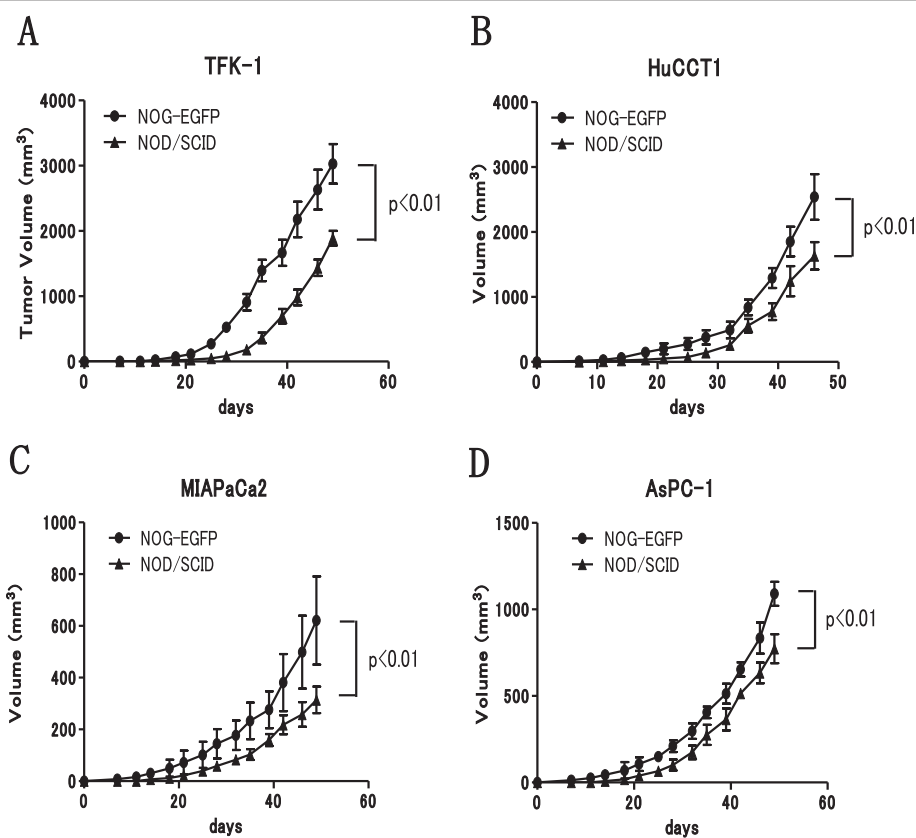 A
TFK-1
Tumor Volume (mm³)
4000
3000
2000
1000
0
NOG-EGFP
NOD/SCID
p<0.01
0 20 40 60
days
B
HuCCT1
Volume (mm³)
4000
3000
2000
1000
0
NOG-EGFP
NOD/SCID
p<0.01
0 10 20 30 40 50
days
C
MIAPaCa2
Volume (mm³)
1000
800
600
400
200
0
NOG-EGFP
NOD/SCID
p<0.01
0 20 40 60
days
D
AsPC-1
Volume (mm³)
1500
1000
500
0
NOG-EGFP
NOD/SCID
p<0.01
0 20 40 60
days